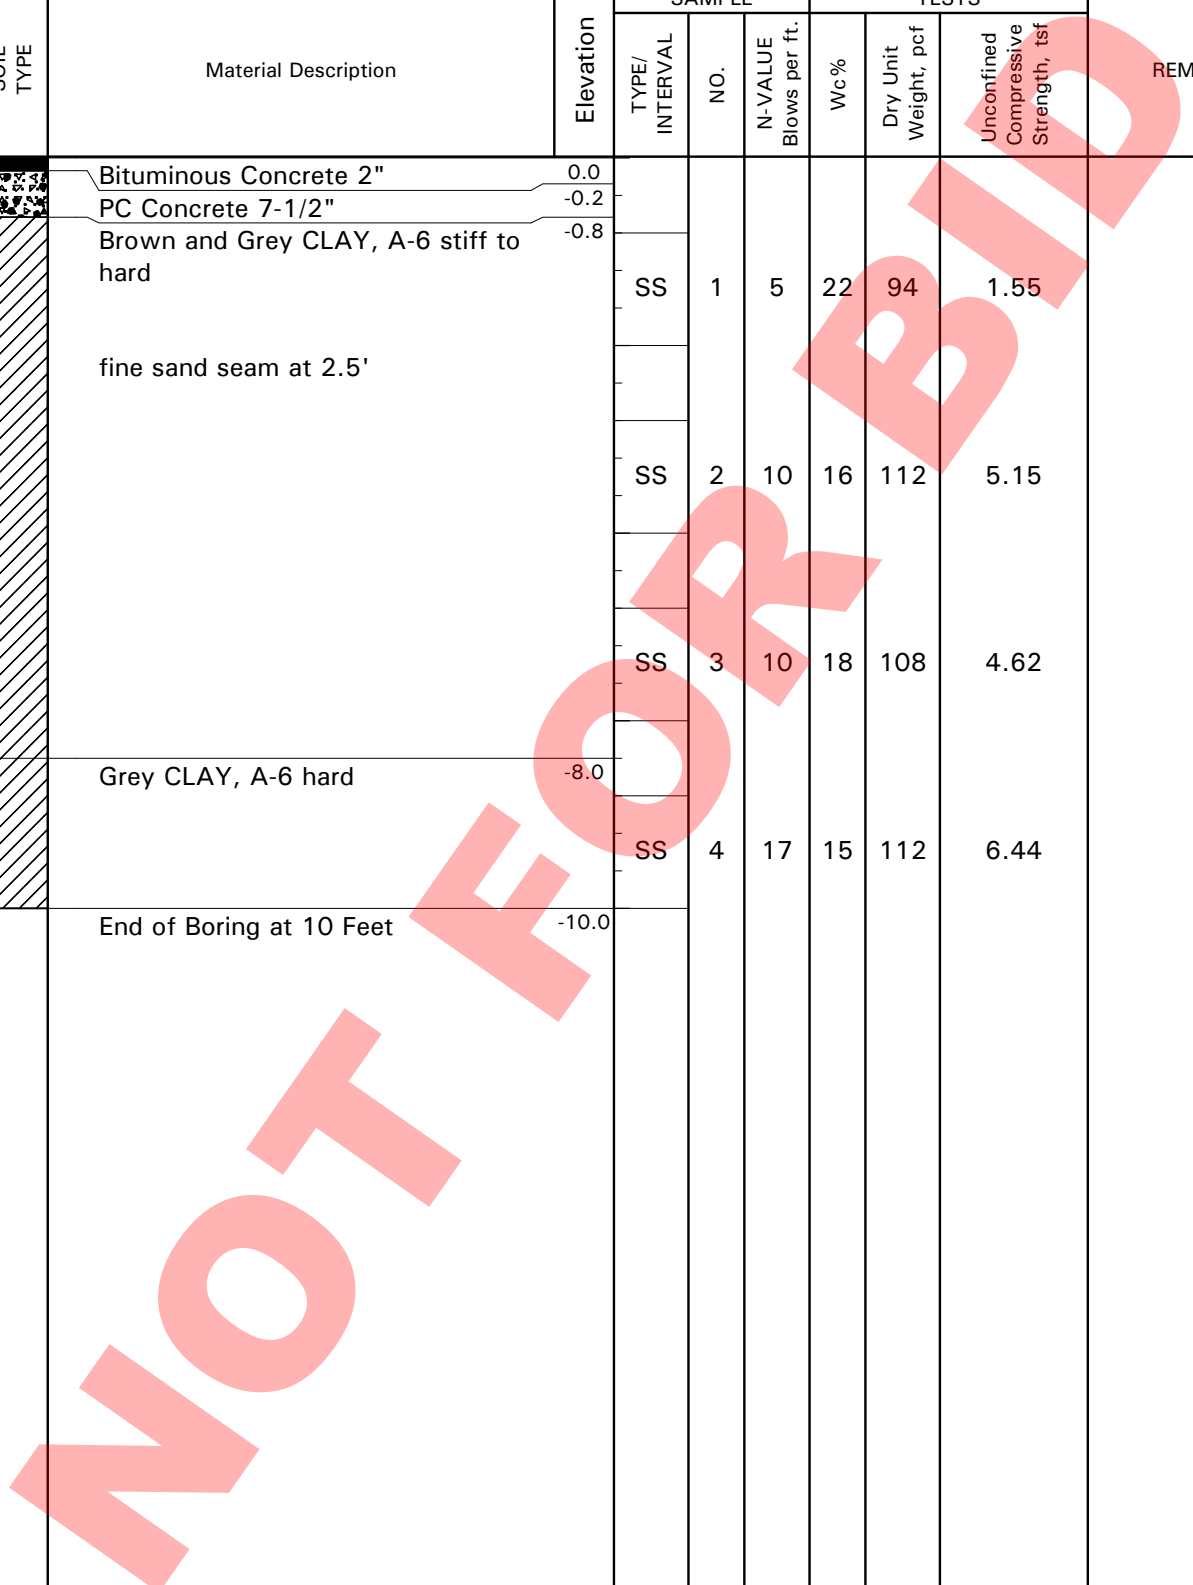 SAMPLE
TESTS
SOIL
TYPE
Material Description
Elevation
TYPE/
INTERVAL
NO.
N-VALUE
Blows per ft.
Wc%
Dry Unit
Weight, pcf
Unconfined
Compressive
Strength, tsf
REM
Bituminous Concrete 2" 0.0
PC Concrete 7-1/2" -0.2
Brown and Grey CLAY, A-6 stiff to -0.8
hard
SS 1 5 22 94 1.55
fine sand seam at 2.5'
SS 2 10 16 112 5.15
SS 3 10 18 108 4.62
Grey CLAY, A-6 hard -8.0
SS 4 17 15 112 6.44
End of Boring at 10 Feet -10.0
NOT FOR BID